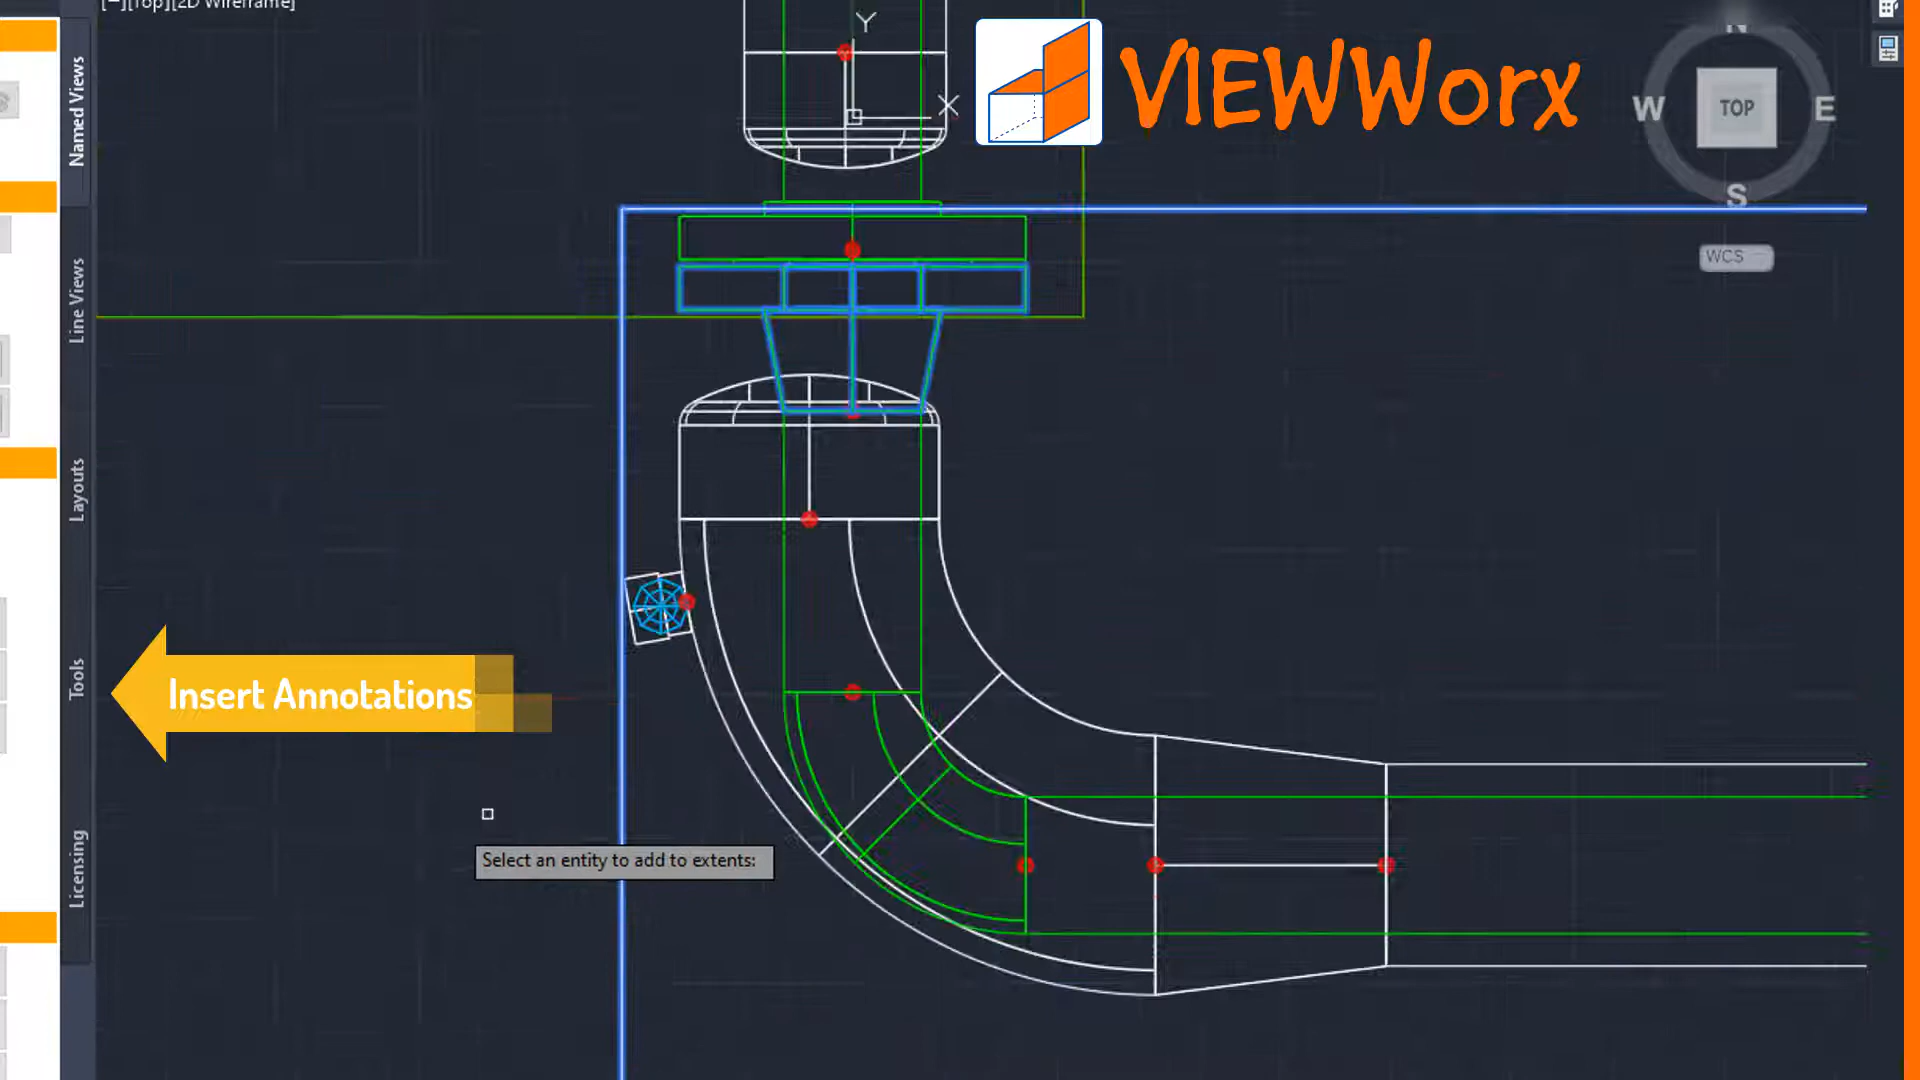 [−][Top][2D Wireframe]
Y
X
VIEWWorx
N
W
TOP
E
S
WCS
Named Views
Line Views
Layouts
Tools
Licensing
Insert Annotations
Select an entity to add to extents: